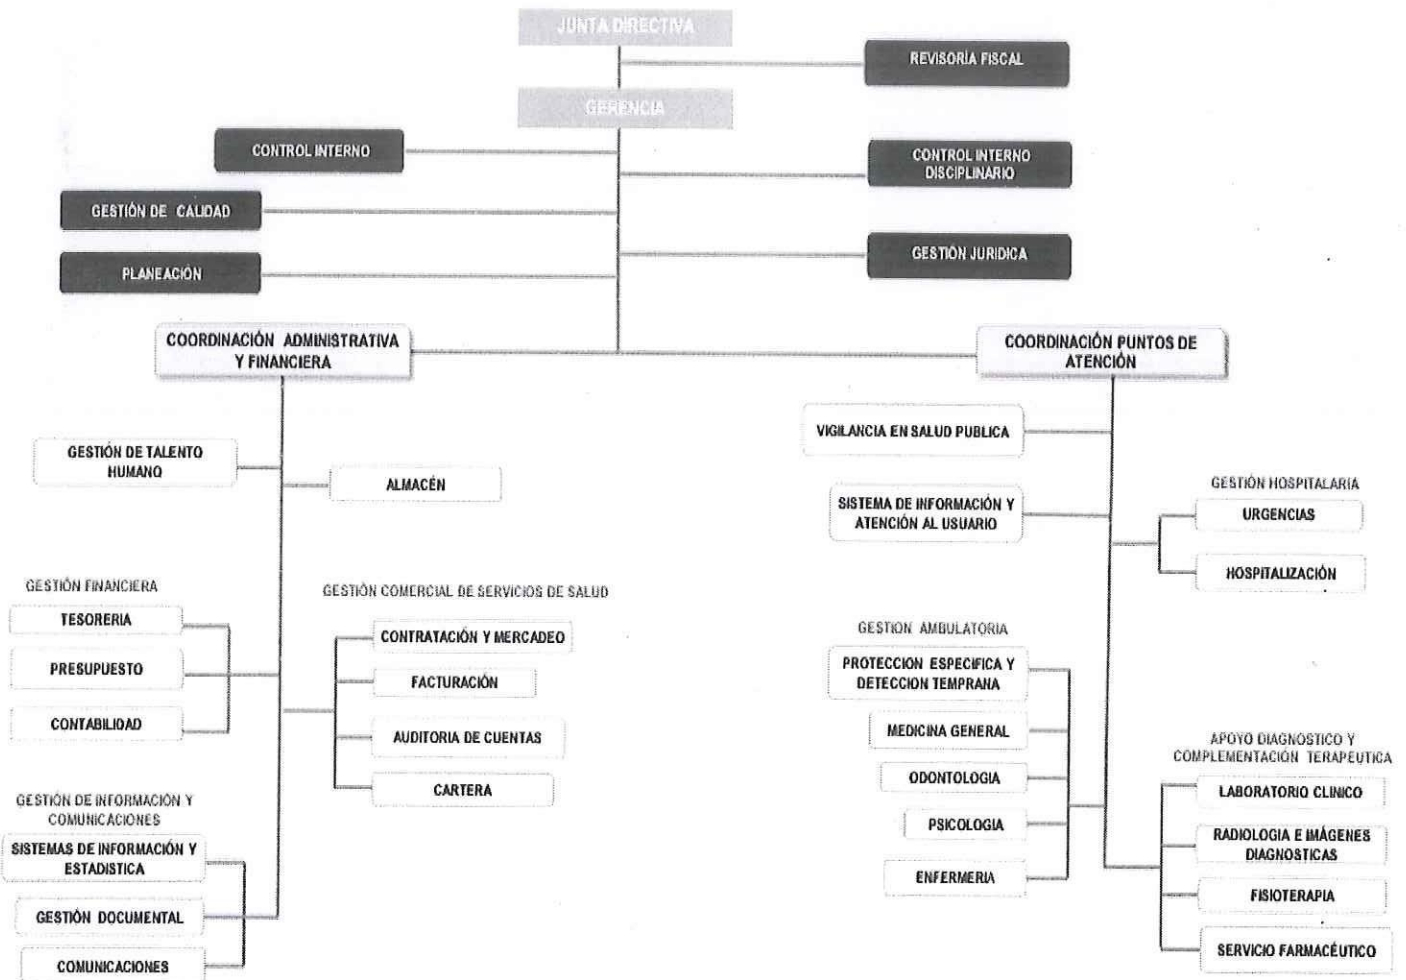 JUNTA DIRECTIVA
REVISORÍA FISCAL
GERENCIA
CONTROL INTERNO
CONTROL INTERNO
DISCIPLINARIO
GESTIÓN DE CALIDAD
GESTIÓN JURIDICA
PLANEACIÓN
COORDINACIÓN ADMINISTRATIVA
Y FINANCIERA
COORDINACIÓN PUNTOS DE
ATENCIÓN
GESTIÓN DE TALENTO
HUMANO
ALMACÉN
GESTIÓN FINANCIERA
TESORERIA
PRESUPUESTO
CONTABILIDAD
GESTIÓN COMERCIAL DE SERVICIOS DE SALUD
CONTRATACIÓN Y MERCADEO
FACTURACIÓN
AUDITORIA DE CUENTAS
CARTERA
GESTIÓN DE INFORMACIÓN Y
COMUNICACIONES
SISTEMAS DE INFORMACIÓN Y
ESTADISTICA
GESTIÓN DOCUMENTAL
COMUNICACIONES
VIGILANCIA EN SALUD PUBLICA
SISTEMA DE INFORMACIÓN Y
ATENCIÓN AL USUARIO
GESTIÓN HOSPITALARIA
URGENCIAS
HOSPITALIZACIÓN
GESTION AMBULATORIA
PROTECCION ESPECIFICA Y
DETECCION TEMPRANA
MEDICINA GENERAL
ODONTOLOGIA
PSICOLOGIA
ENFERMERIA
APOYO DIAGNOSTICO Y
COMPLEMENTACIÓN TERAPEUTICA
LABORATORIO CLINICO
RADIOLOGIA E IMÁGENES
DIAGNOSTICAS
FISIOTERAPIA
SERVICIO FARMACÉUTICO